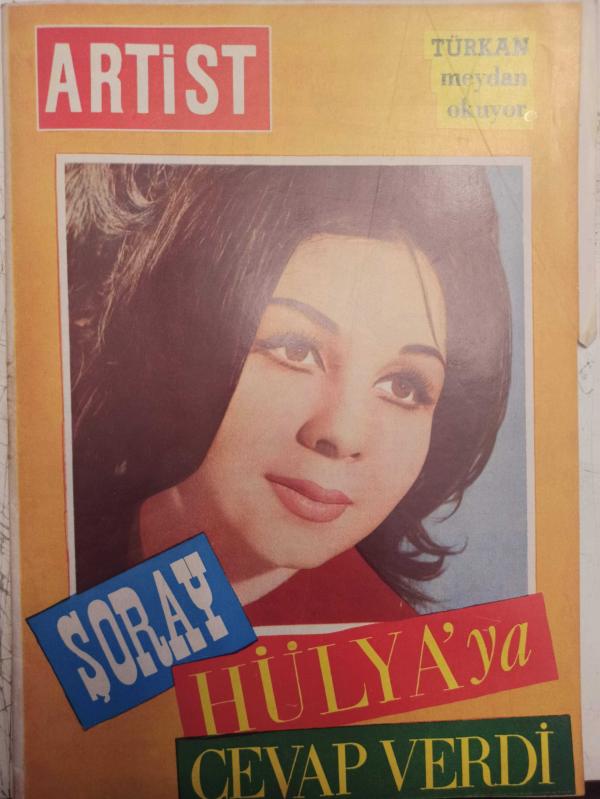 ARTİST
TÜRKAN
meydan
okuyor
ŞORAY
HÜLYA'ya
CEVAP VERDİ